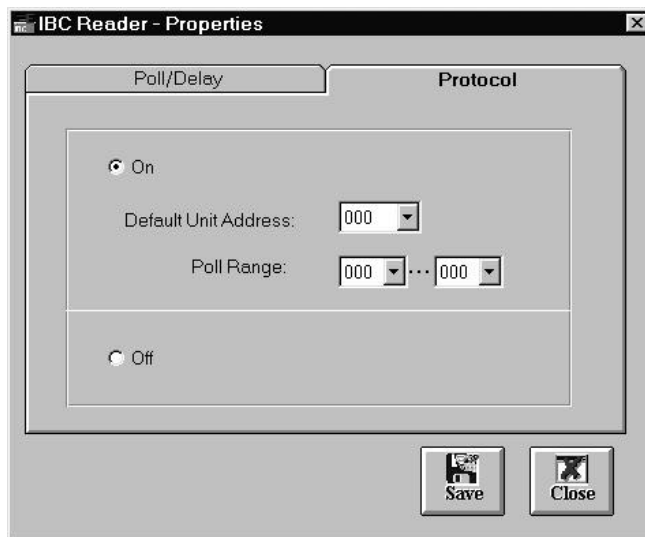 IBC Reader - Properties
Poll/Delay Protocol
On
Default Unit Address: 000
Poll Range: 000 ... 000
Off
Save Close